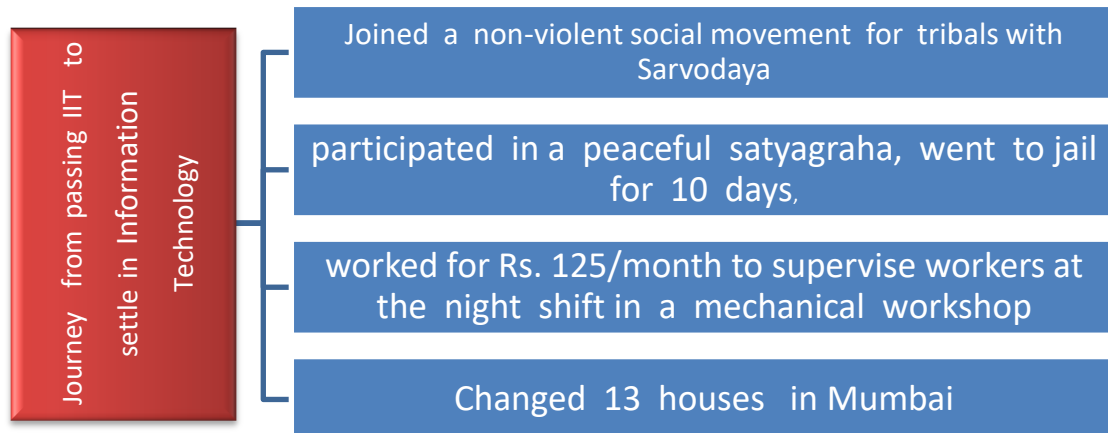 Journey from passing IIT to
settle in Information
Technology
Joined a non-violent social movement for tribals with
Sarvodaya
participated in a peaceful satyagraha, went to jail
for 10 days,
worked for Rs. 125/month to supervise workers at
the night shift in a mechanical workshop
Changed 13 houses in Mumbai